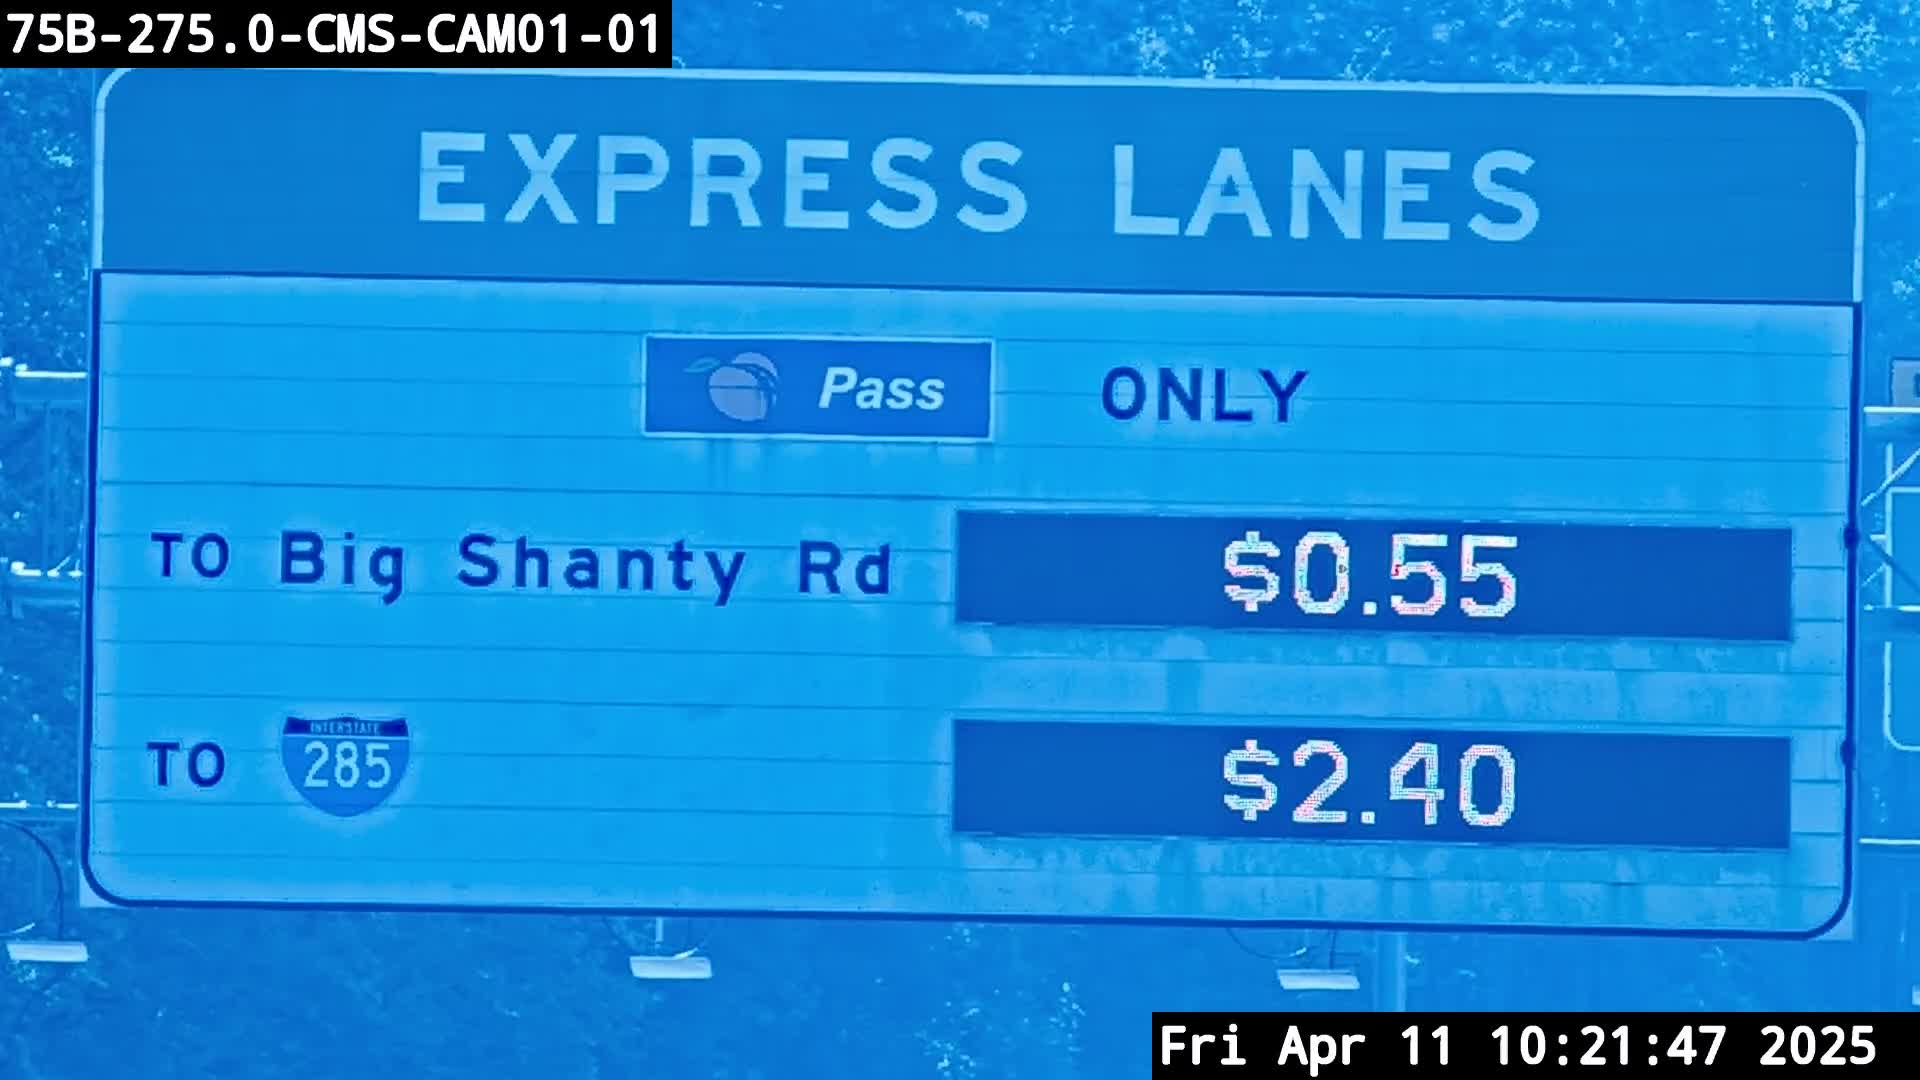 75B-275.0-CMS-CAM01-01
EXPRESS LANES
Pass ONLY
TO Big Shanty Rd $0.55
TO INTERSTATE 285 $2.40
Fri Apr 11 10:21:47 2025